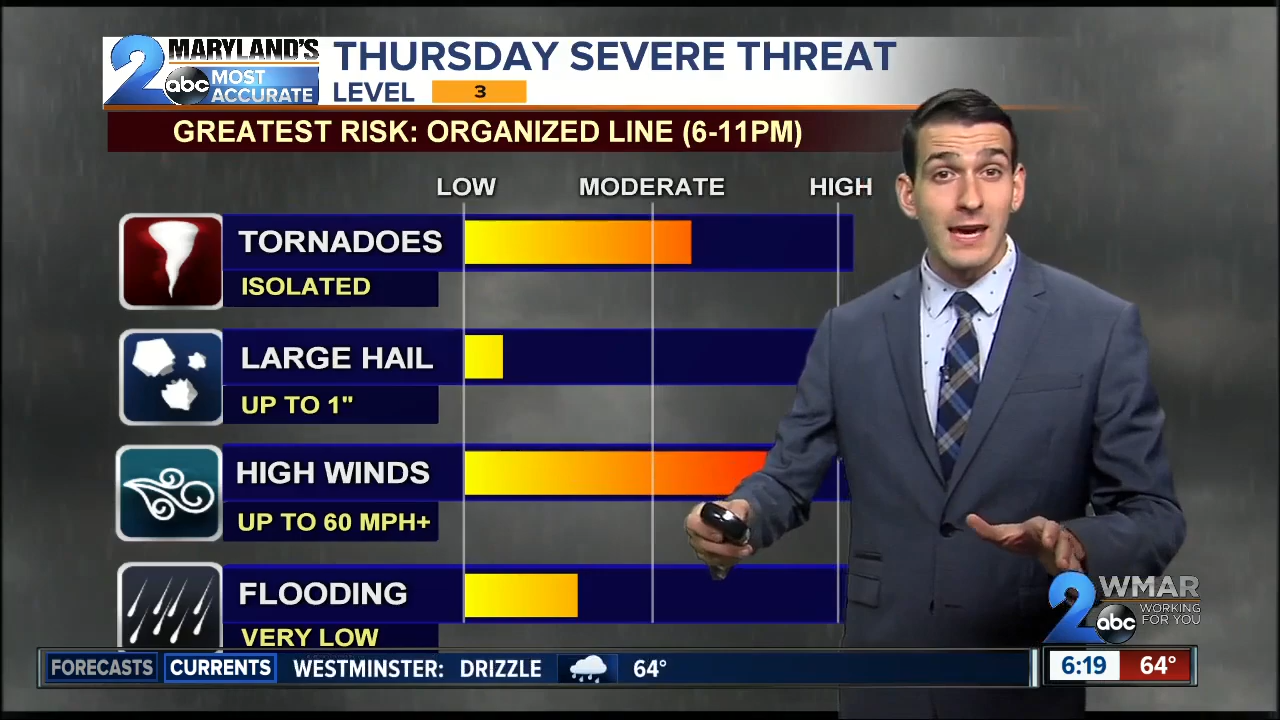 2 MARYLAND'S
abc MOST
ACCURATE
THURSDAY SEVERE THREAT
LEVEL 3
GREATEST RISK: ORGANIZED LINE (6-11PM)
LOW MODERATE HIGH
TORNADOES
ISOLATED
LARGE HAIL
UP TO 1"
HIGH WINDS
UP TO 60 MPH+
FLOODING
VERY LOW
2 WMAR
abc WORKING
FOR YOU
FORECASTS CURRENTS WESTMINSTER: DRIZZLE 64° 6:19 64°